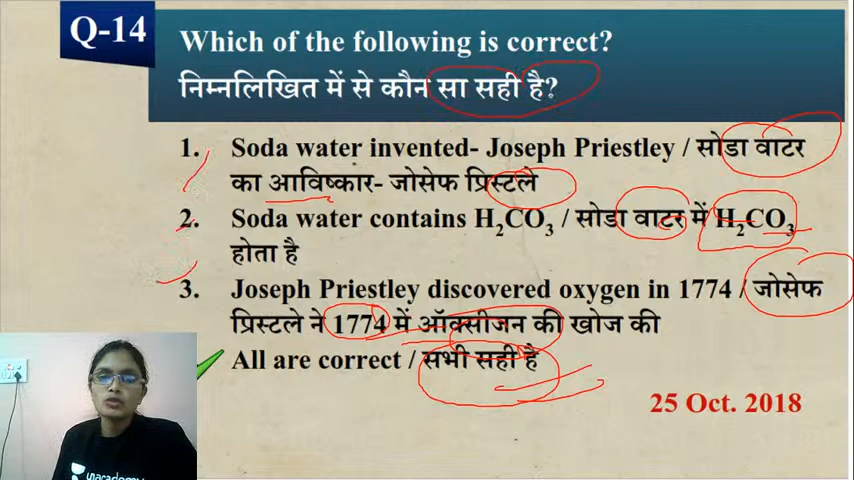 Q-14
Which of the following is correct?
निम्नलिखित में से कौन सा सही है?
1. Soda water invented- Joseph Priestley / सोडा वाटर
का आविष्कार- जोसेफ प्रिस्टले
2. Soda water contains H₂CO₃ / सोडा वाटर में H₂CO₃
होता है
3. Joseph Priestley discovered oxygen in 1774 / जोसेफ
प्रिस्टले ने 1774 में ऑक्सीजन की खोज की
All are correct / सभी सही है
25 Oct. 2018
unacademy